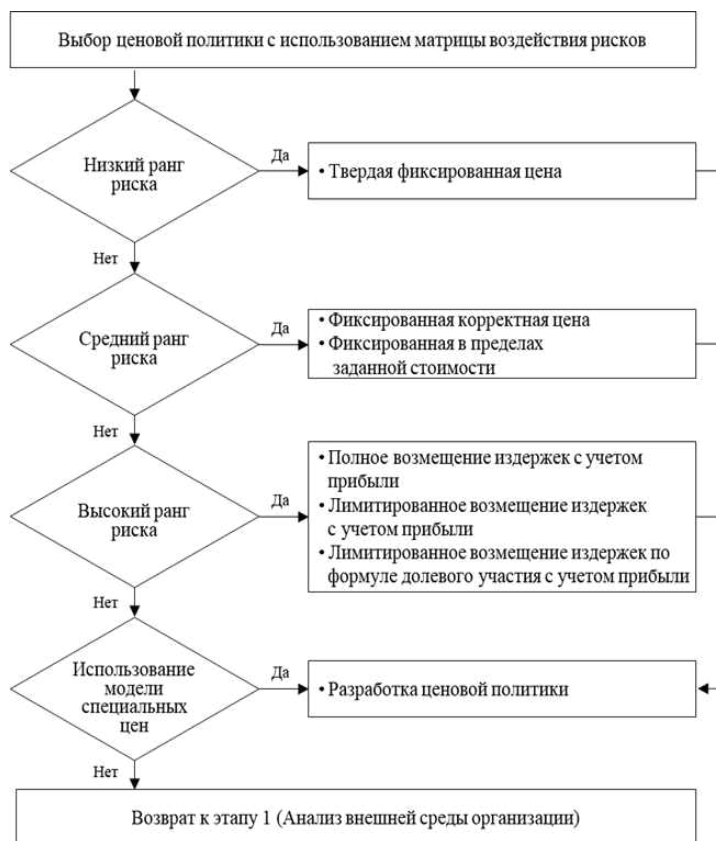 Выбор ценовой политики с использованием матрицы воздействия рисков
Низкий ранг
риска
Да
• Твердая фиксированная цена
Нет
Средний ранг
риска
Да
• Фиксированная корректная цена
• Фиксированная в пределах
заданной стоимости
Нет
Высокий ранг
риска
Да
• Полное возмещение издержек с учетом
прибыли
• Лимитированное возмещение издержек
с учетом прибыли
• Лимитированное возмещение издержек по
формуле долевого участия с учетом прибыли
Нет
Использование
модели
специальных
цен
Да
• Разработка ценовой политики
Нет
Возврат к этапу 1 (Анализ внешней среды организации)